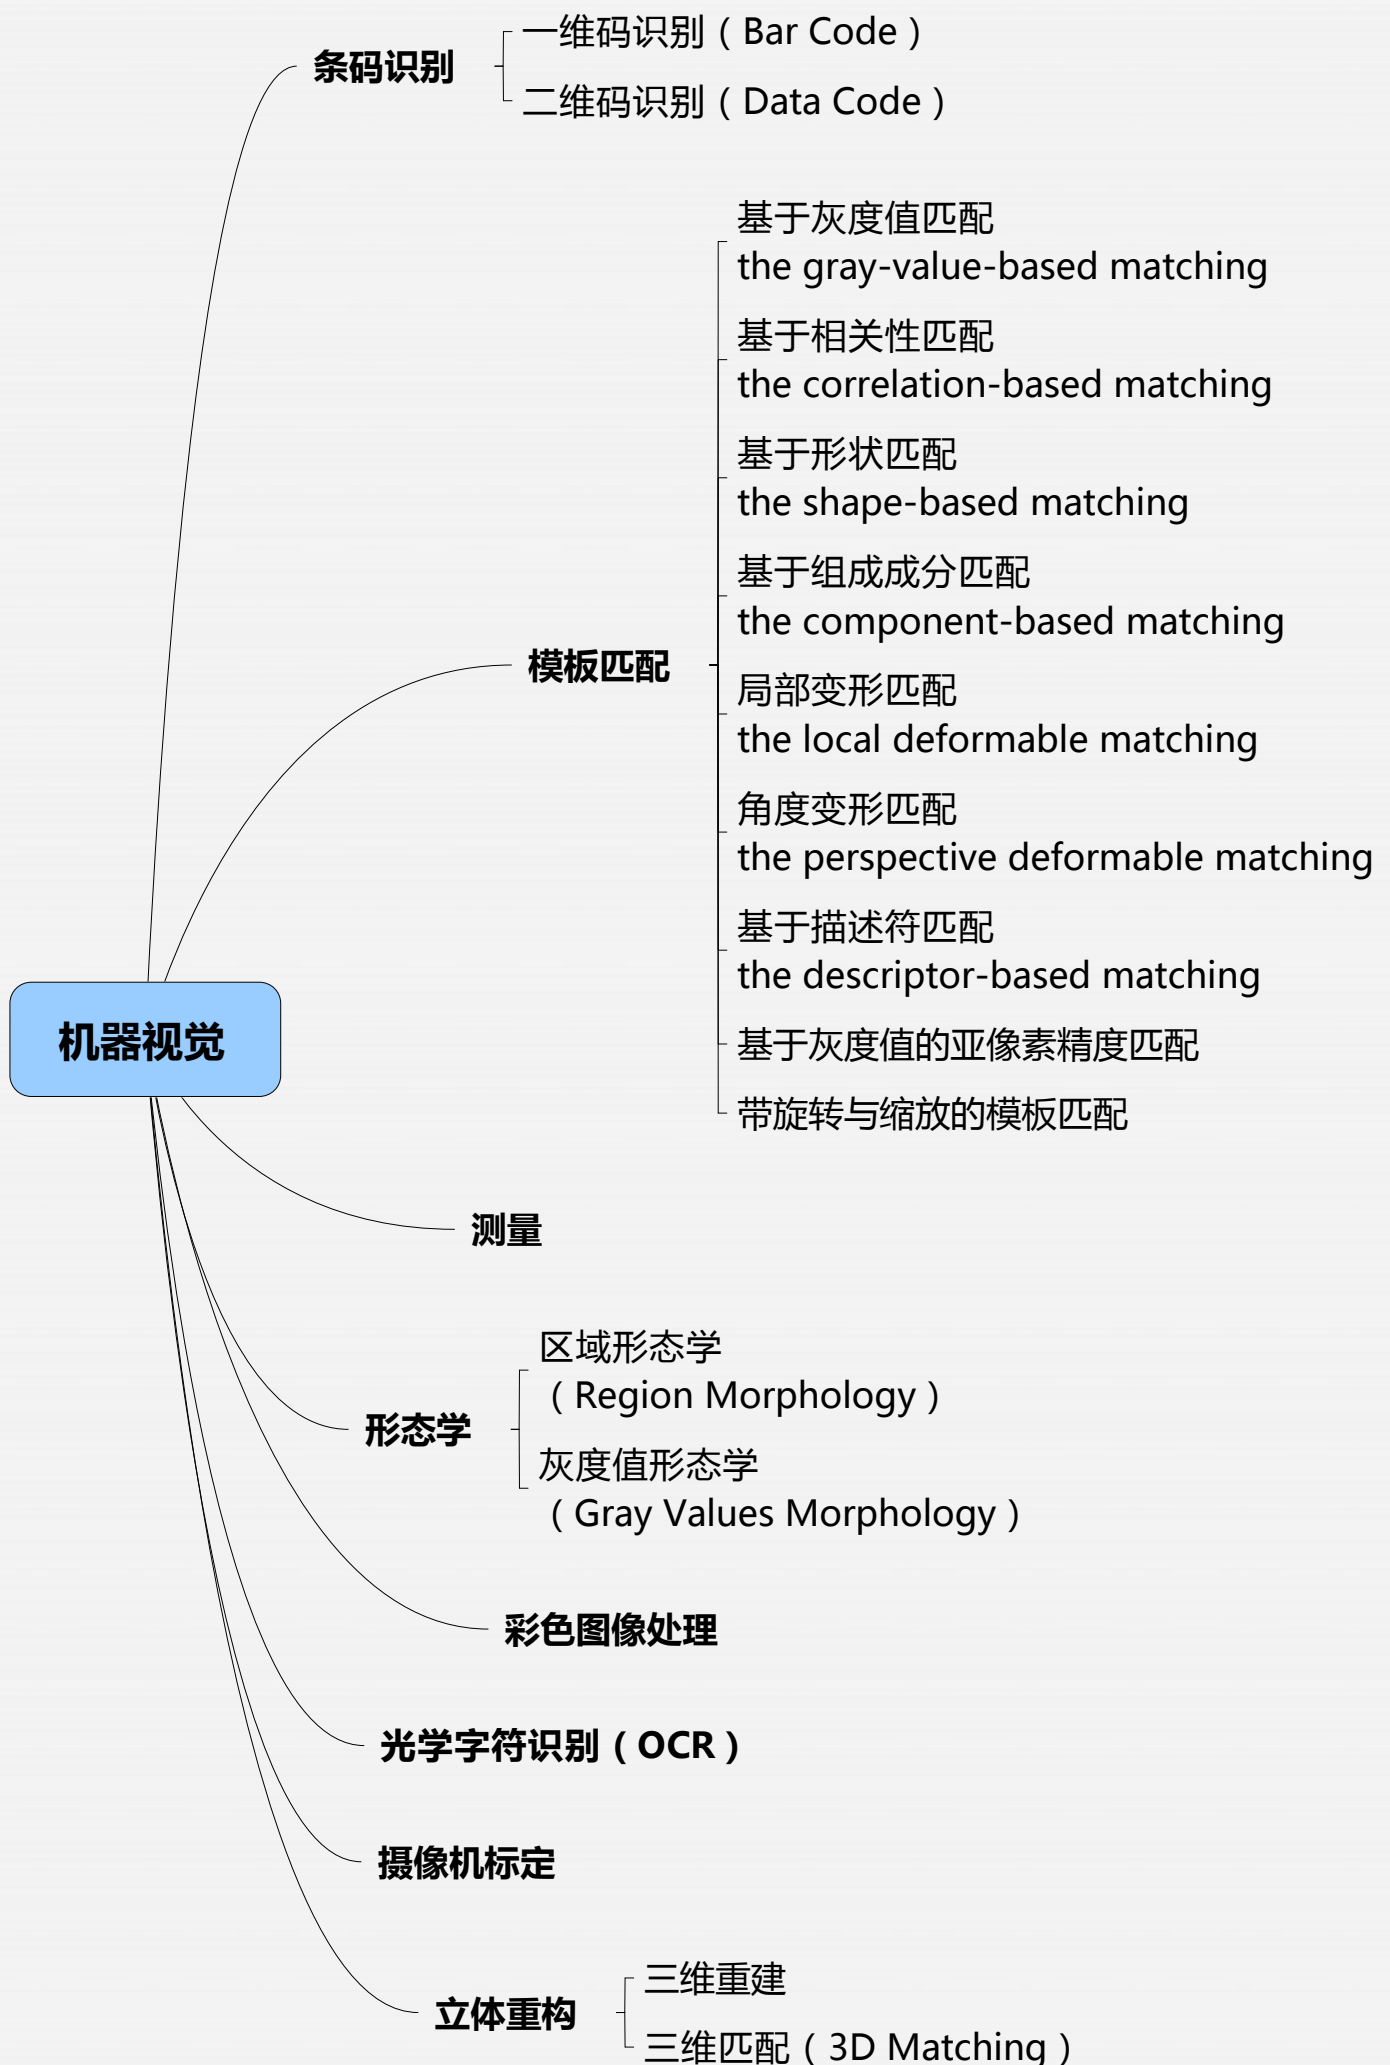 条码识别
一维码识别（Bar Code）
二维码识别（Data Code）
模板匹配
基于灰度值匹配
the gray-value-based matching
基于相关性匹配
the correlation-based matching
基于形状匹配
the shape-based matching
基于组成成分匹配
the component-based matching
局部变形匹配
the local deformable matching
角度变形匹配
the perspective deformable matching
基于描述符匹配
the descriptor-based matching
基于灰度值的亚像素精度匹配
带旋转与缩放的模板匹配
机器视觉
测量
形态学
区域形态学
（Region Morphology）
灰度值形态学
（Gray Values Morphology）
彩色图像处理
光学字符识别（OCR）
摄像机标定
立体重构
三维重建
三维匹配（3D Matching）